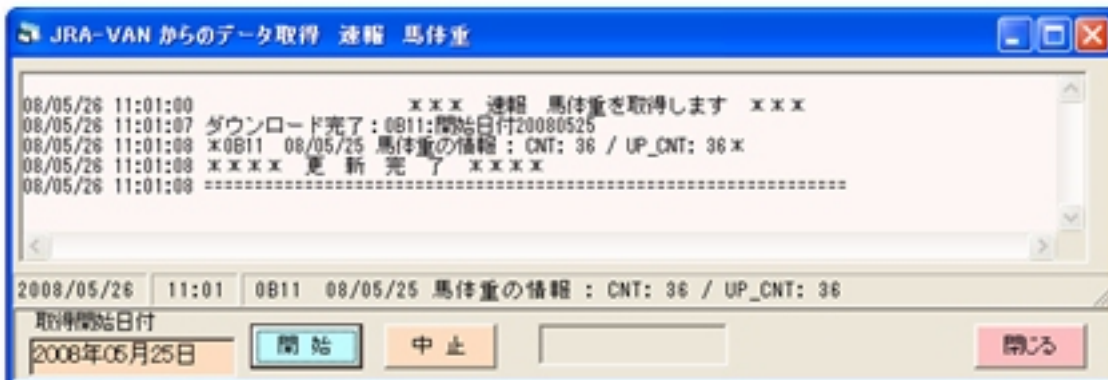 JRA-VAN からのデータ取得 速報 馬体重
08/05/26 11:01:00 *** 速報 馬体重を取得します ***
08/05/26 11:01:07 ダウンロード完了:0B11:開始日付20080525
08/05/26 11:01:08 *0B11 08/05/25 馬体重の情報 : CNT: 36 / UP_CNT: 36*
08/05/26 11:01:08 **** 更 新 完 了 ****
08/05/26 11:01:08 ================================================================
2008/05/26 11:01 0B11 08/05/25 馬体重の情報 : CNT: 36 / UP_CNT: 36
取得開始日付
2008年05月25日 開 始 中 止 閉じる